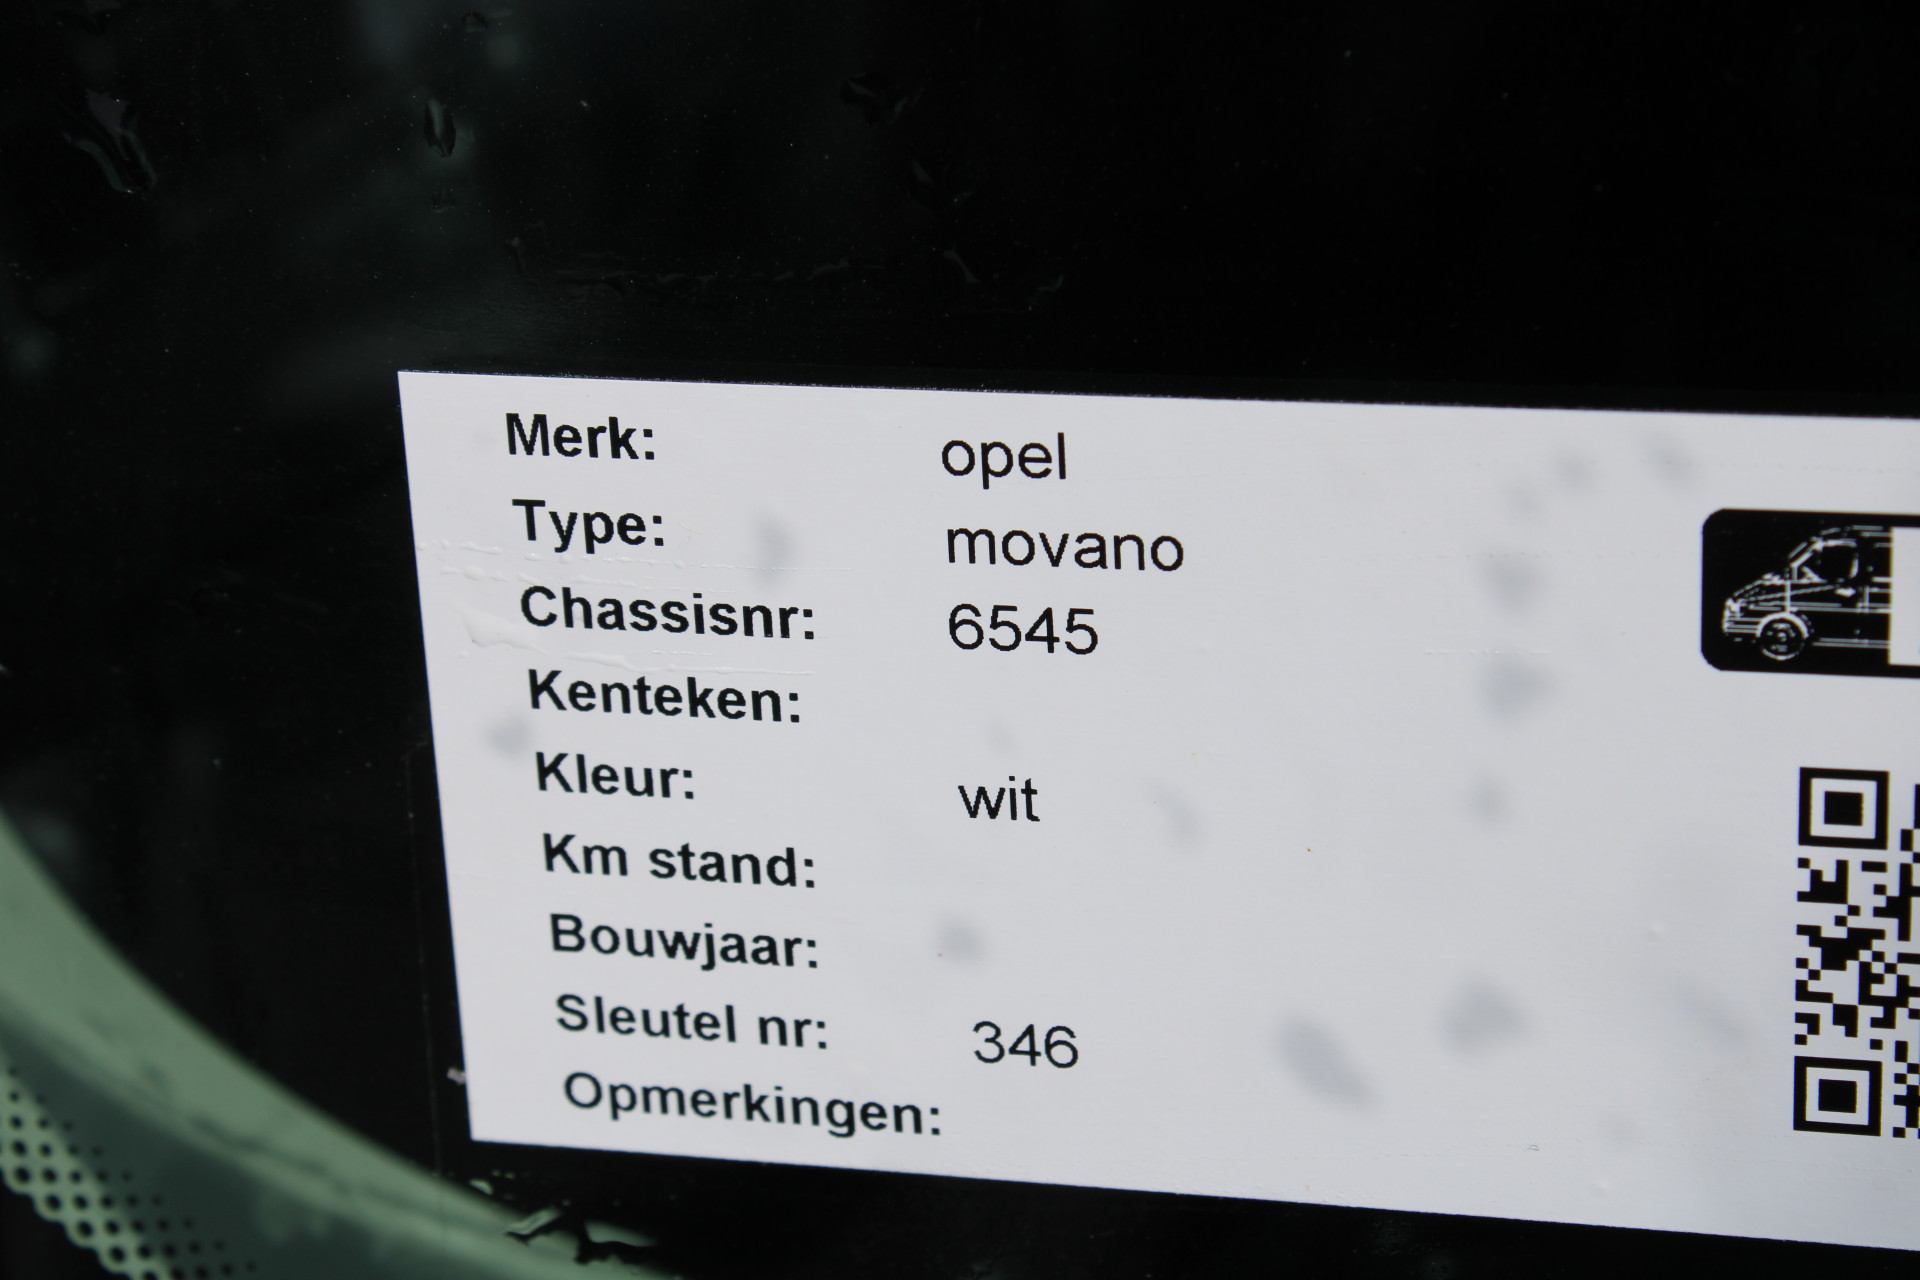 Merk: opel
Type: movano
Chassisnr: 6545
Kenteken:
Kleur: wit
Km stand:
Bouwjaar:
Sleutel nr: 346
Opmerkingen: